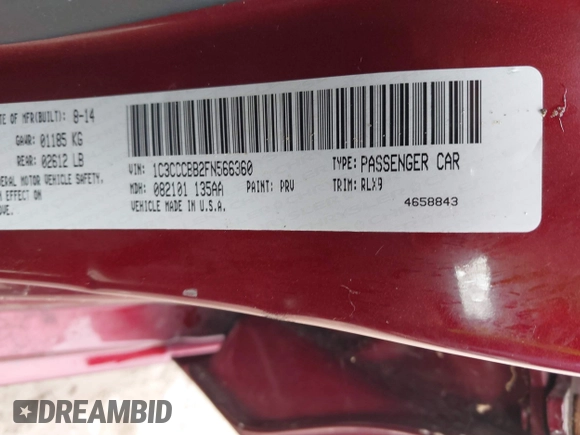 TE OF MFR(BUILT): 8-14
GAWR: 01185 KG
REAR: 02612 LB
ERAL MOTOR VEHICLE SAFETY,
EFFECT ON
OVE.
VIN: 1C3CCCBB2FN566360
TYPE: PASSENGER CAR
MDH: 082101 135AA PAINT: PRV TRIM: RLX9
VEHICLE MADE IN U.S.A.
4658843
DREAMBID